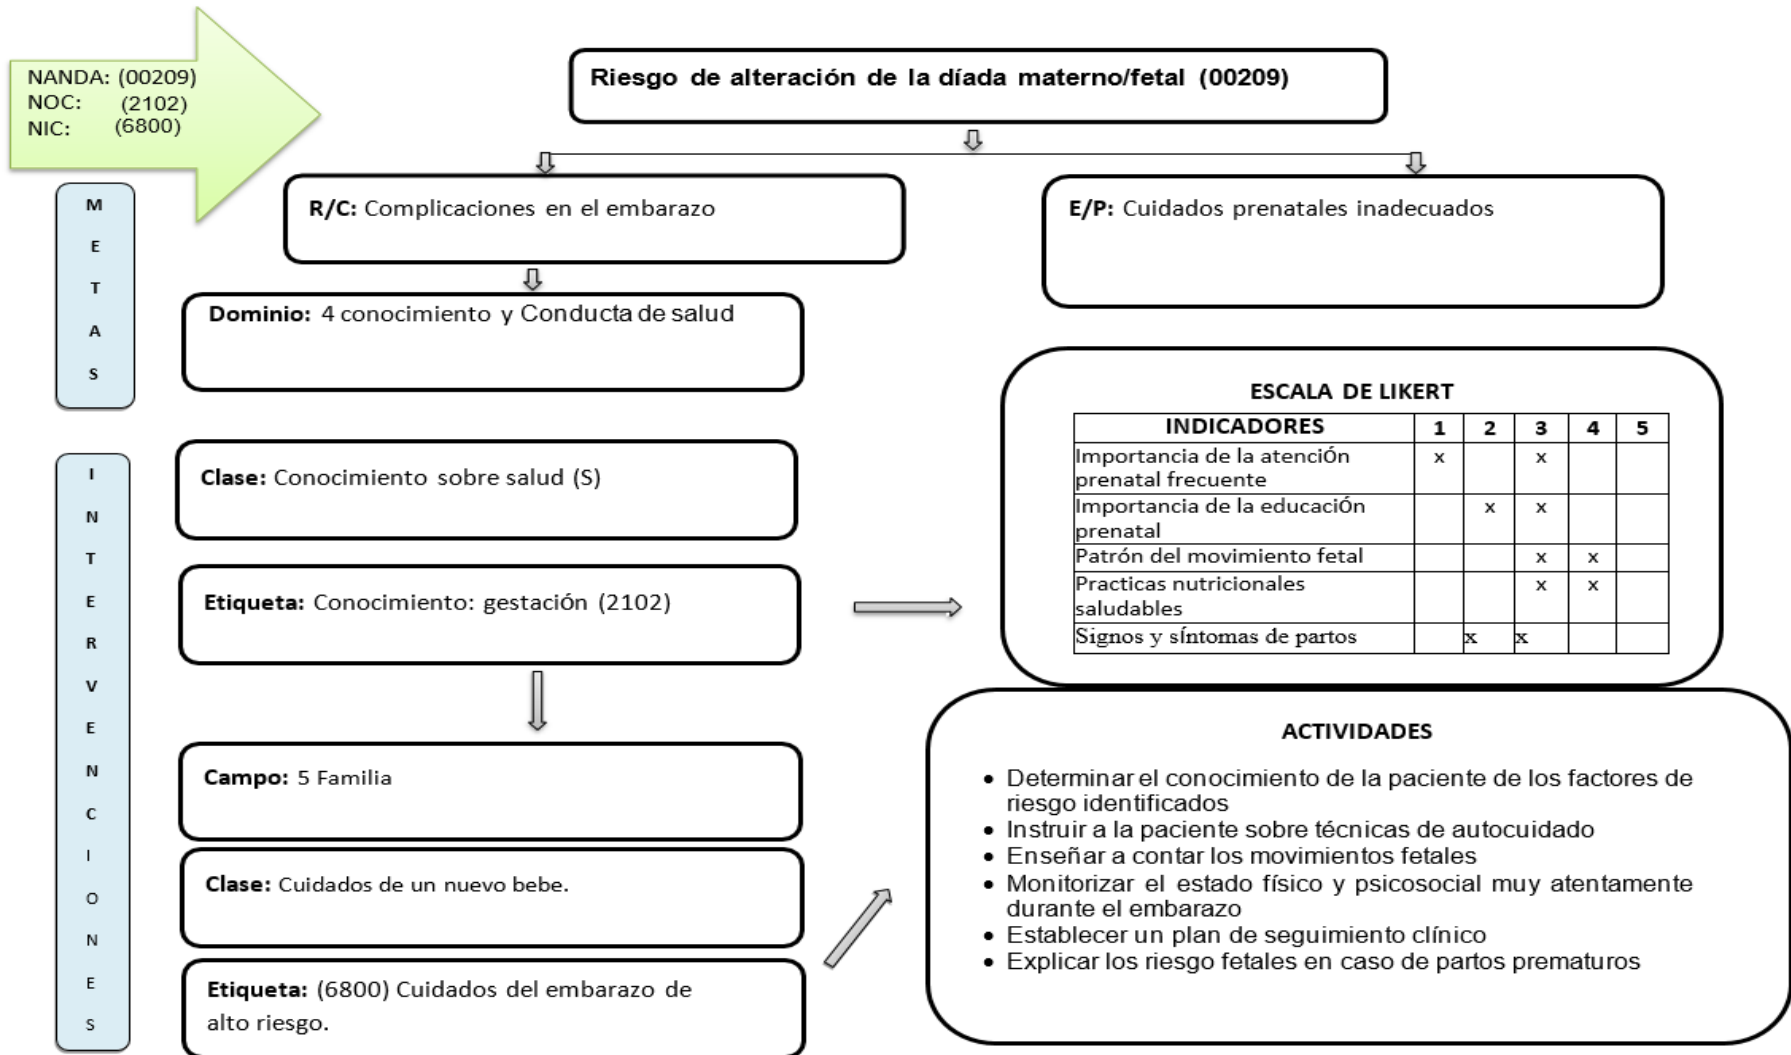 NANDA: (00209)
NOC: (2102)
NIC: (6800)
Riesgo de alteración de la díada materno/fetal (00209)
M
E
T
A
S
R/C: Complicaciones en el embarazo
E/P: Cuidados prenatales inadecuados
Dominio: 4 conocimiento y Conducta de salud
I
N
T
E
R
V
E
N
C
I
O
N
E
S
Clase: Conocimiento sobre salud (S)
Etiqueta: Conocimiento: gestación (2102)
ESCALA DE LIKERT
INDICADORES 1 2 3 4 5
Importancia de la atenciÓn x x
prenatal frecuente
Importancia de la educaciÓn x x
prenatal
Patrón del movimiento fetal x x
Practicas nutricionales x x
saludables
Signos y síntomas de partos x x
Campo: 5 Familia
Clase: Cuidados de un nuevo bebe.
Etiqueta: (6800) Cuidados del embarazo de
alto riesgo.
ACTIVIDADES
• Determinar el conocimiento de la paciente de los factores de
riesgo identificados
• Instruir a la paciente sobre técnicas de autocuidado
• Enseñar a contar los movimientos fetales
• Monitorizar el estado físico y psicosocial muy atentamente
durante el embarazo
• Establecer un plan de seguimiento clínico
• Explicar los riesgo fetales en caso de partos prematuros